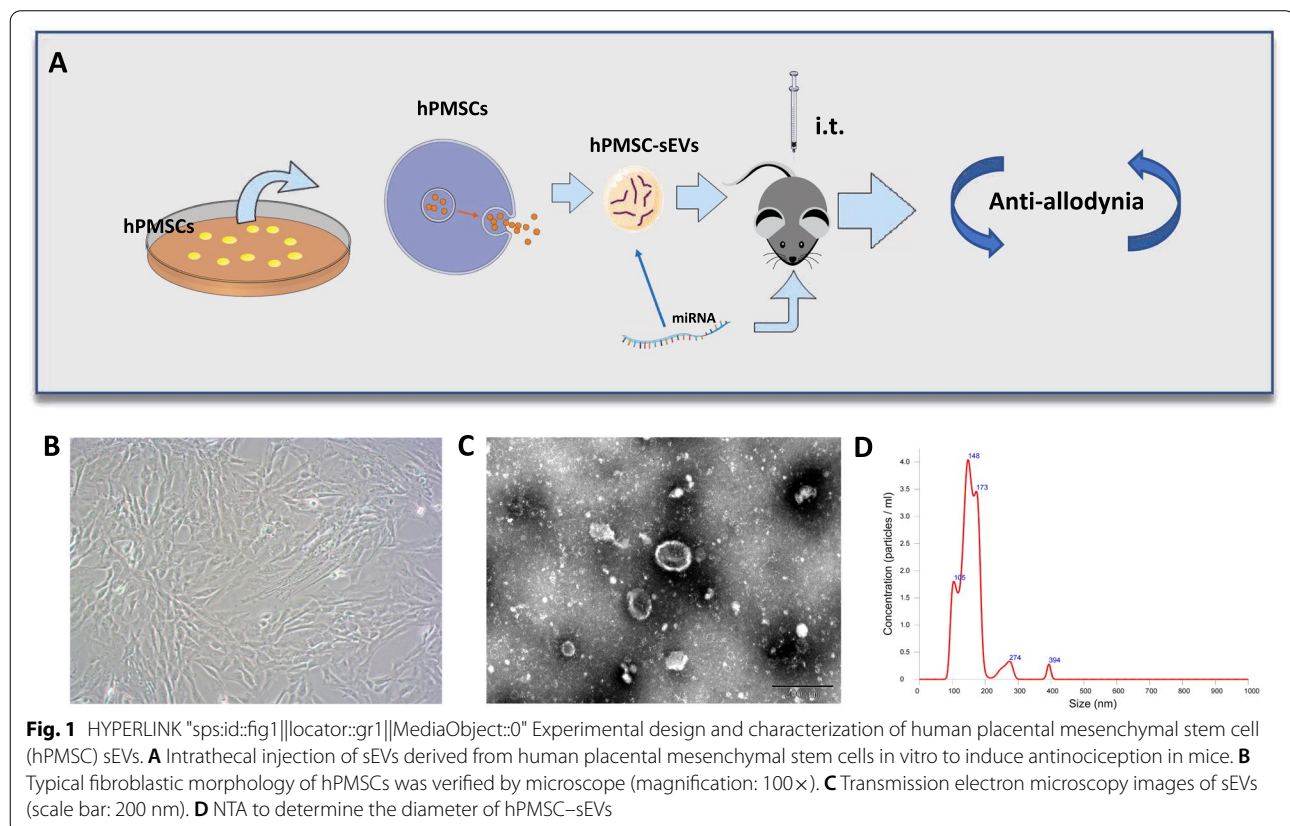 A
hPMSCs
hPMSCs
hPMSC-sEVs
i.t.
miRNA
Anti-allodynia
B
C
D
Concentration (particles / ml)
4.0
3.5
3.0
2.5
2.0
1.5
1.0
0.5
0
148
173
105
274
394
0 100 200 300 400 500 600 700 800 900 1000
Size (nm)
Fig. 1 HYPERLINK "sps:id::fig1||locator::gr1||MediaObject::0" Experimental design and characterization of human placental mesenchymal stem cell
(hPMSC) sEVs. A Intrathecal injection of sEVs derived from human placental mesenchymal stem cells in vitro to induce antinociception in mice. B
Typical fibroblastic morphology of hPMSCs was verified by microscope (magnification: 100×). C Transmission electron microscopy images of sEVs
(scale bar: 200 nm). D NTA to determine the diameter of hPMSC–sEVs